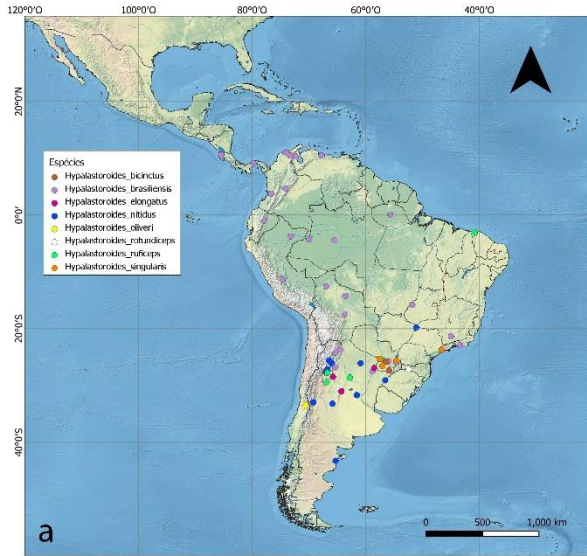 120°0'O 100°0'O 80°0'O 60°0'O 40°0'O
20°0'N
0°0'
20°0'S
40°0'S
Espécies
Hypalastoroides_bicinctus
Hypalastoroides_brasiliensis
Hypalastoroides_elongatus
Hypalastoroides_nitidus
Hypalastoroides_oliveri
Hypalastoroides_rotundiceps
Hypalastoroides_ruficeps
Hypalastoroides_singularis
a
0 500 1,000 km